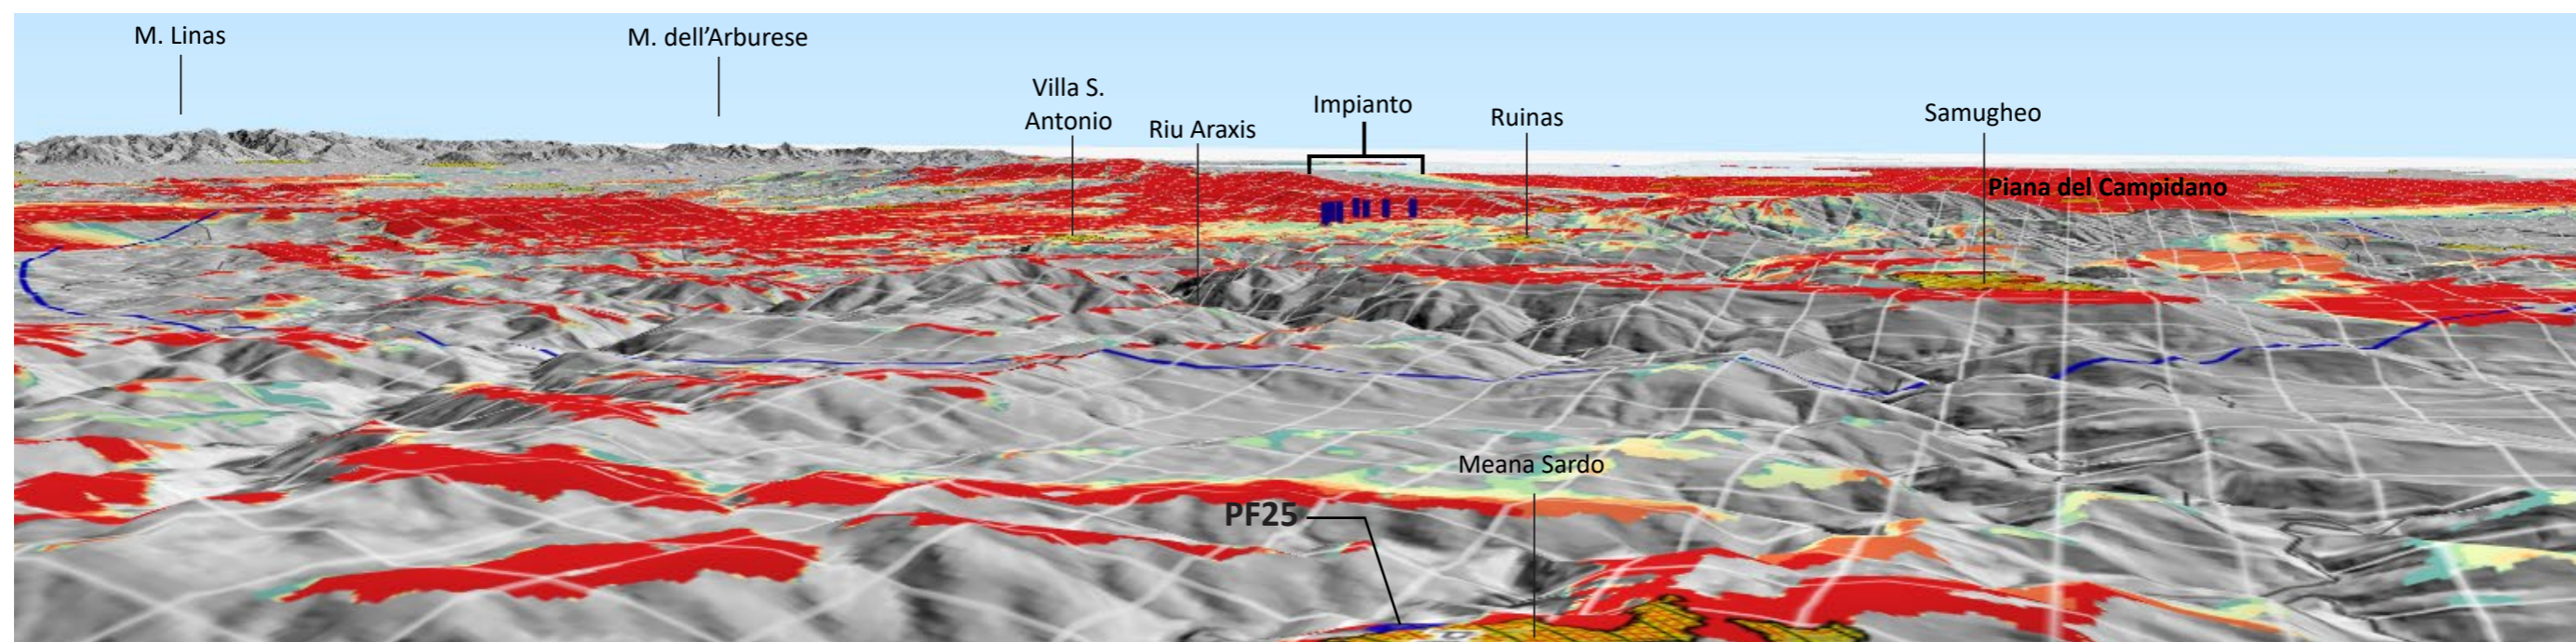 M. Linas
M. dell'Arburese
Villa S.
Antonio
Riu Araxis
Impianto
Ruinas
Samugheo
Piana del Campidano
Meana Sardo
PF25